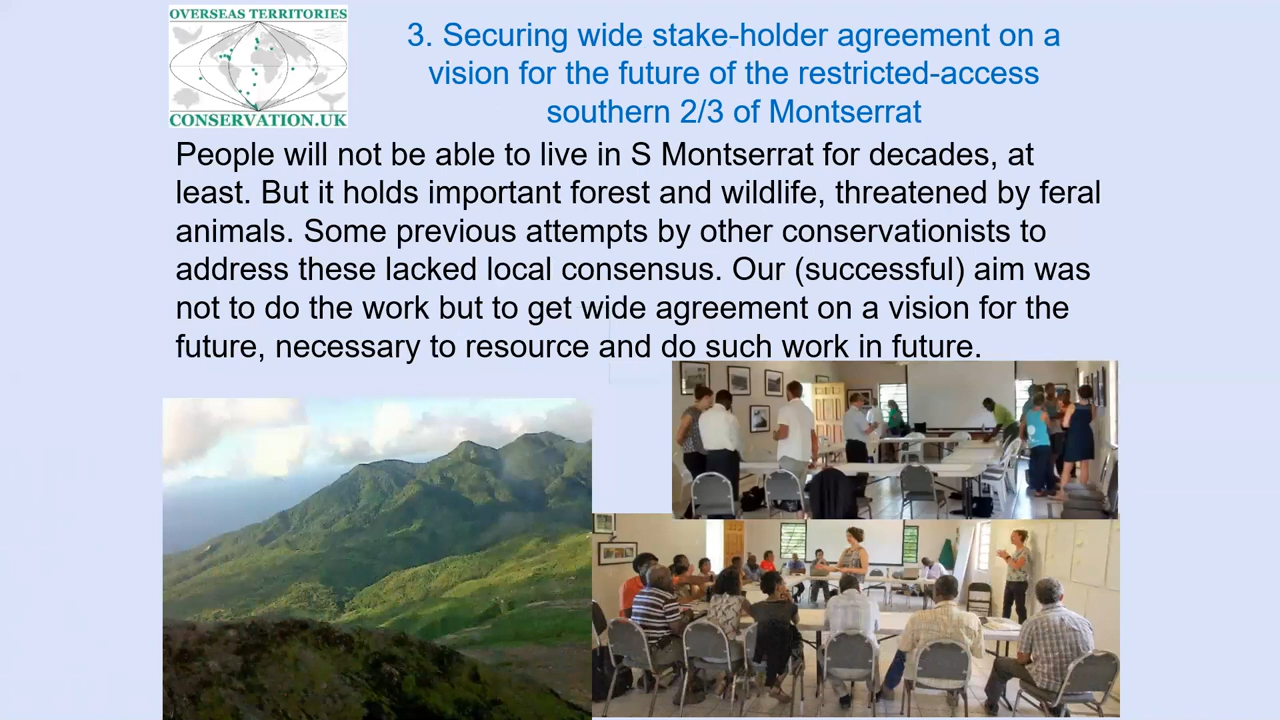 OVERSEAS TERRITORIES
CONSERVATION.UK
3. Securing wide stake-holder agreement on a
vision for the future of the restricted-access
southern 2/3 of Montserrat
People will not be able to live in S Montserrat for decades, at
least. But it holds important forest and wildlife, threatened by feral
animals. Some previous attempts by other conservationists to
address these lacked local consensus. Our (successful) aim was
not to do the work but to get wide agreement on a vision for the
future, necessary to resource and do such work in future.